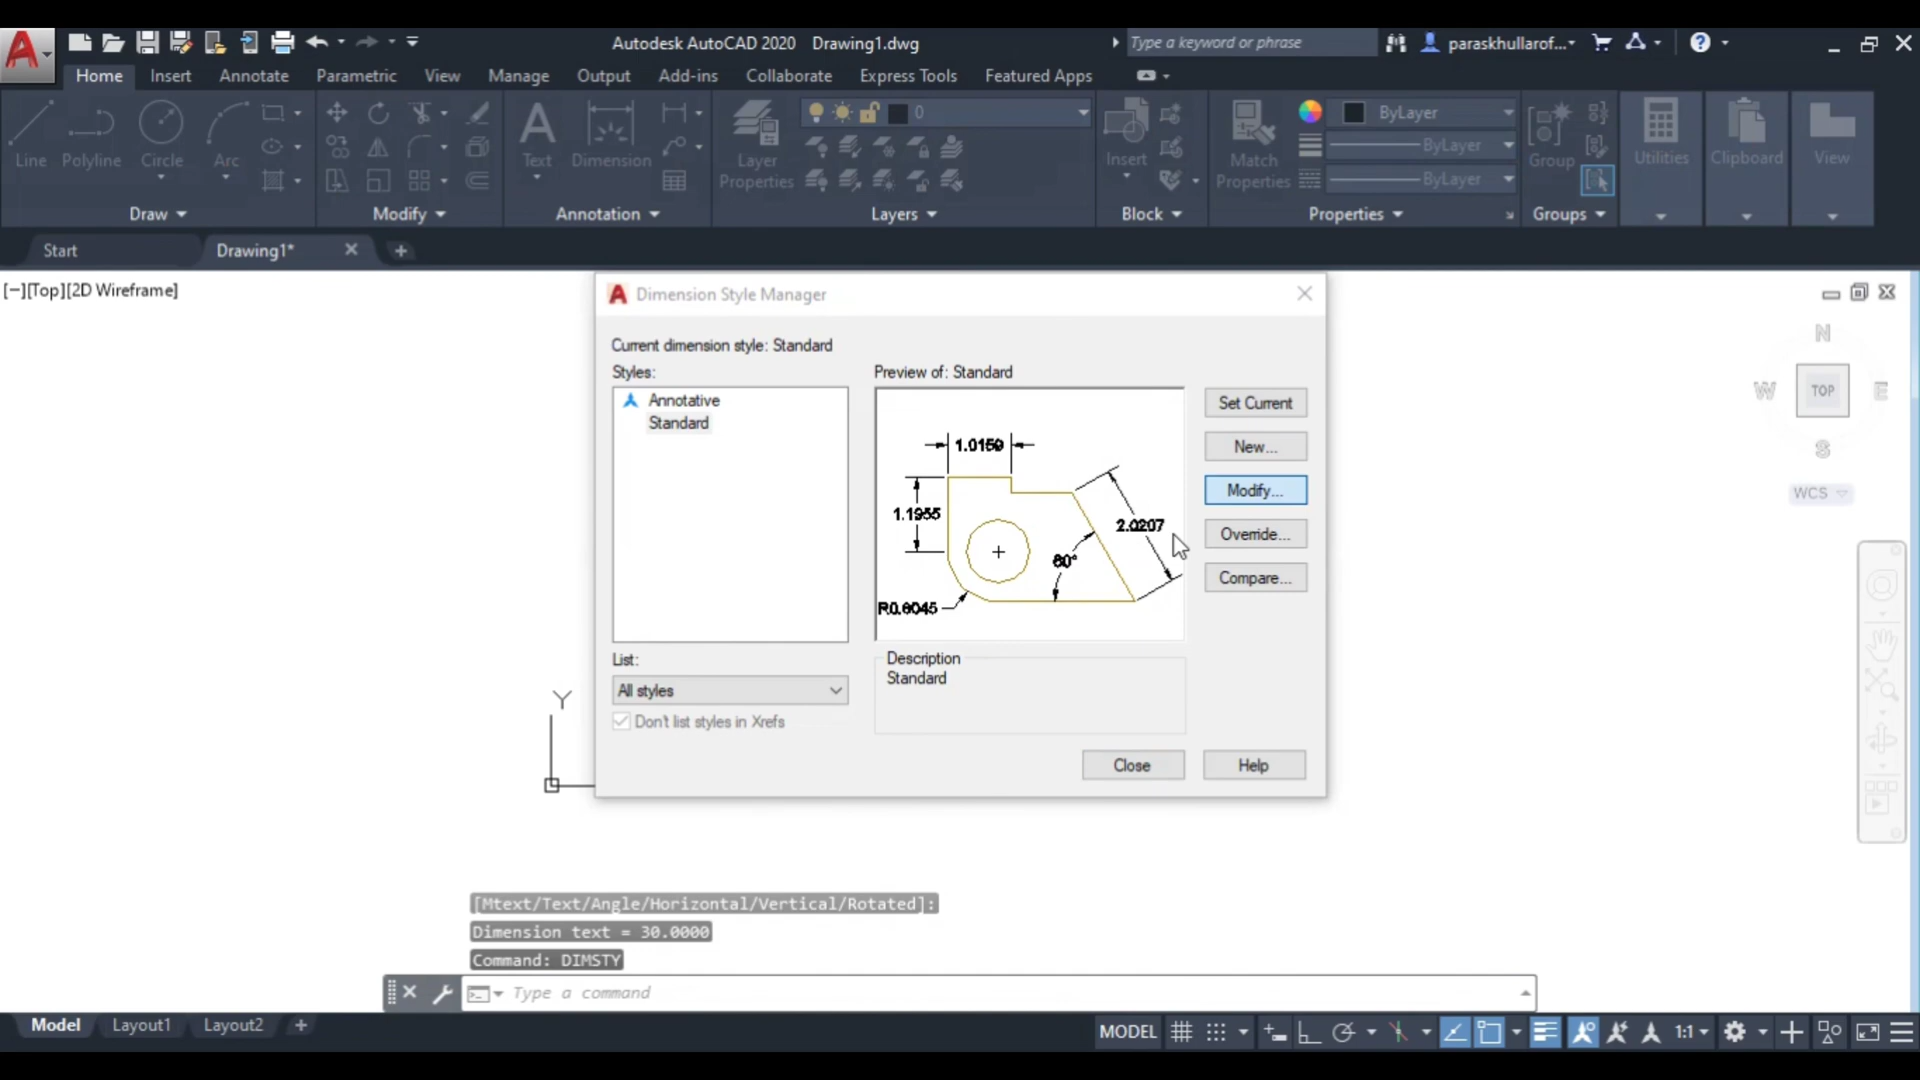 Autodesk AutoCAD 2020 Drawing1.dwg
Type a keyword or phrase
paraskhullarof...
Home Insert Annotate Parametric View Manage Output Add-ins Collaborate Express Tools Featured Apps
Line Polyline Circle Arc
Text Dimension
Layer Properties
0
Insert
Match Properties
ByLayer
ByLayer
ByLayer
Group
Utilities
Clipboard
View
Draw Modify Annotation Layers Block Properties Groups
Start Drawing1*
[−][Top][2D Wireframe]
Dimension Style Manager
Current dimension style: Standard
Styles:
Annotative
Standard
Preview of: Standard
1.0159
1.1955
2.0207
60°
R0.8045
Set Current
New...
Modify...
Override...
Compare...
List:
All styles
Don't list styles in Xrefs
Description
Standard
Close
Help
N
W TOP E
S
WCS
Y
[Mtext/Text/Angle/Horizontal/Vertical/Rotated]:
Dimension text = 30.0000
Command: DIMSTY
Type a command
Model Layout1 Layout2
MODEL
1:1